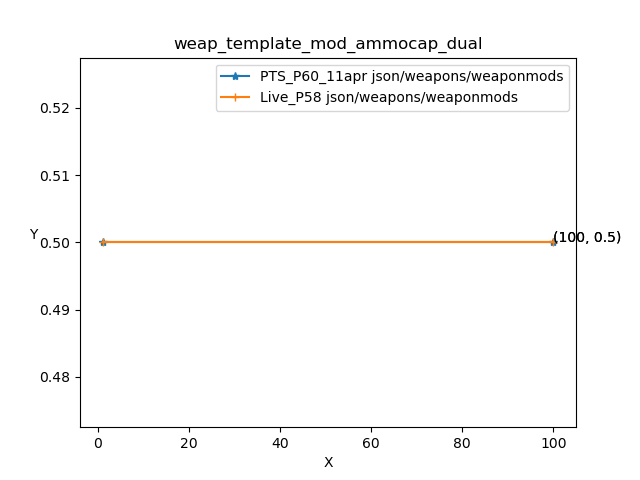 weap_template_mod_ammocap_dual
PTS_P60_11apr json/weapons/weaponmods
Live_P58 json/weapons/weaponmods
0.52
0.51
Y
0.50
(100, 0.5)
0.49
0.48
0
20
40
60
80
100
X